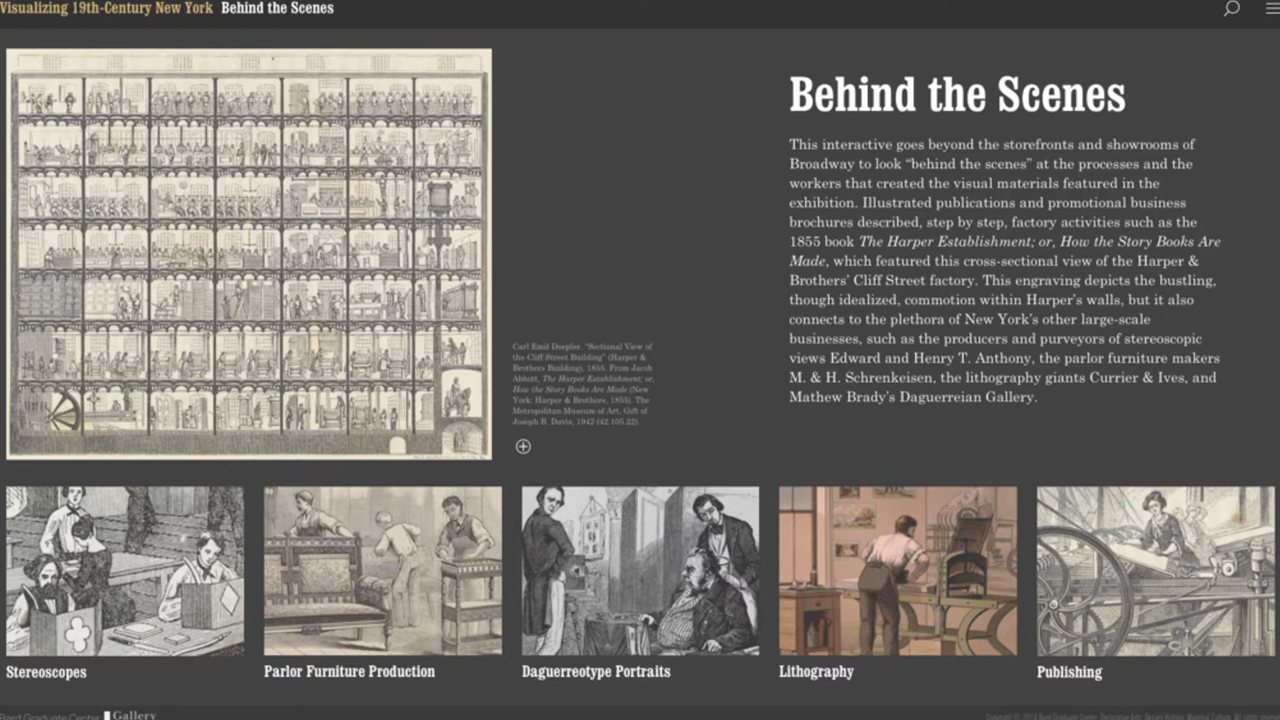 Visualizing 19th-Century New York Behind the Scenes
Behind the Scenes
This interactive goes beyond the storefronts and showrooms of
Broadway to look “behind the scenes” at the processes and the
workers that created the visual materials featured in the
exhibition. Illustrated publications and promotional business
brochures described, step by step, factory activities such as the
1855 book The Harper Establishment; or, How the Story Books Are
Made, which featured this cross-sectional view of the Harper &
Brothers’ Cliff Street factory. This engraving depicts the bustling,
though idealized, commotion within Harper’s walls, but it also
connects to the plethora of New York’s other large-scale
businesses, such as the producers and purveyors of stereoscopic
views Edward and Henry T. Anthony, the parlor furniture makers
M. & H. Schrenkeisen, the lithography giants Currier & Ives, and
Mathew Brady’s Daguerreian Gallery.
Carl Emil Doepler. “Sectional View of
the Cliff Street Building” (Harper &
Brothers Building), 1855. From Jacob
Abbott, The Harper Establishment; or,
How the Story Books Are Made (New
York: Harper & Brothers, 1855). The
Metropolitan Museum of Art, Gift of
Joseph B. Davis, 1942 (42.105.22).
Stereoscopes
Parlor Furniture Production
Daguerreotype Portraits
Lithography
Publishing
Bard Graduate Center Gallery